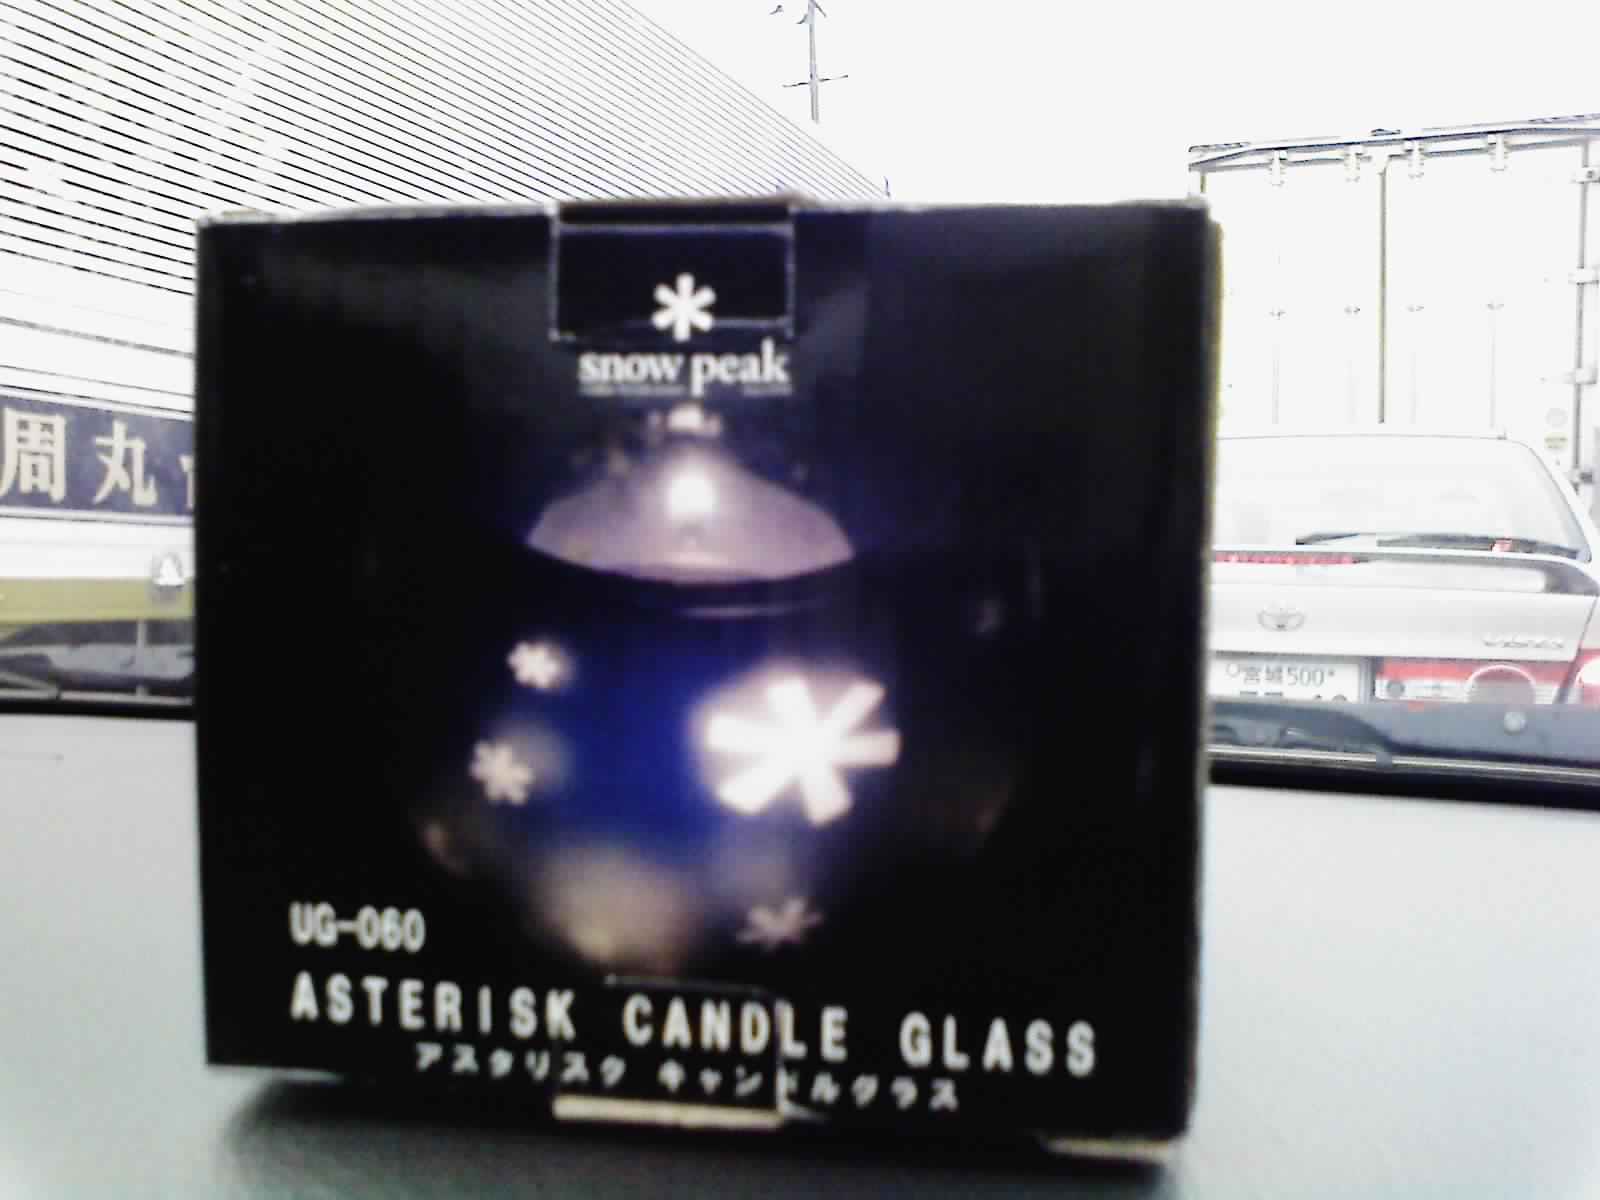 snow peak
周丸
宮城500
UG-060
ASTERISK CANDLE GLASS
アスタリスク キャンドルグラス